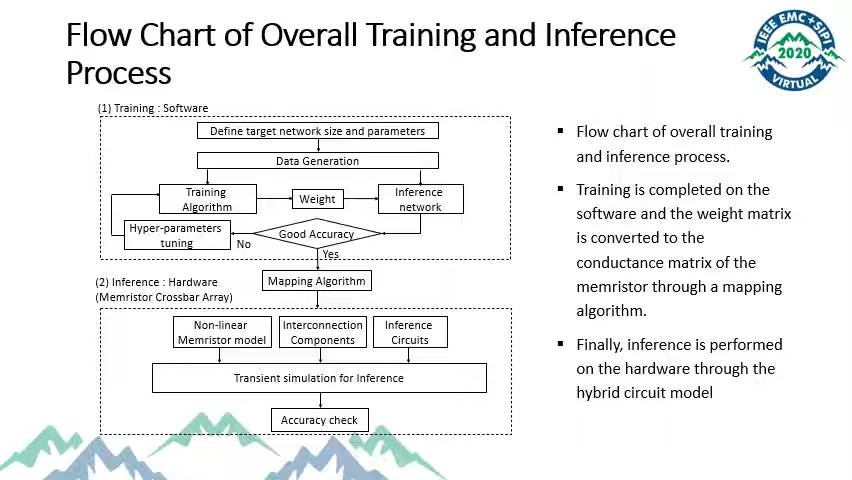 Flow Chart of Overall Training and Inference
Process
IEEE EMC+SIPI
2020
VIRTUAL
(1) Training : Software
Define target network size and parameters
Data Generation
Training
Algorithm
Weight
Inference
network
Hyper-parameters
tuning
No
Good Accuracy
Yes
Mapping Algorithm
(2) Inference : Hardware
(Memristor Crossbar Array)
Non-linear
Memristor model
Interconnection
Components
Inference
Circuits
Transient simulation for Inference
Accuracy check
▪ Flow chart of overall training
and inference process.
▪ Training is completed on the
software and the weight matrix
is converted to the
conductance matrix of the
memristor through a mapping
algorithm.
▪ Finally, inference is performed
on the hardware through the
hybrid circuit model